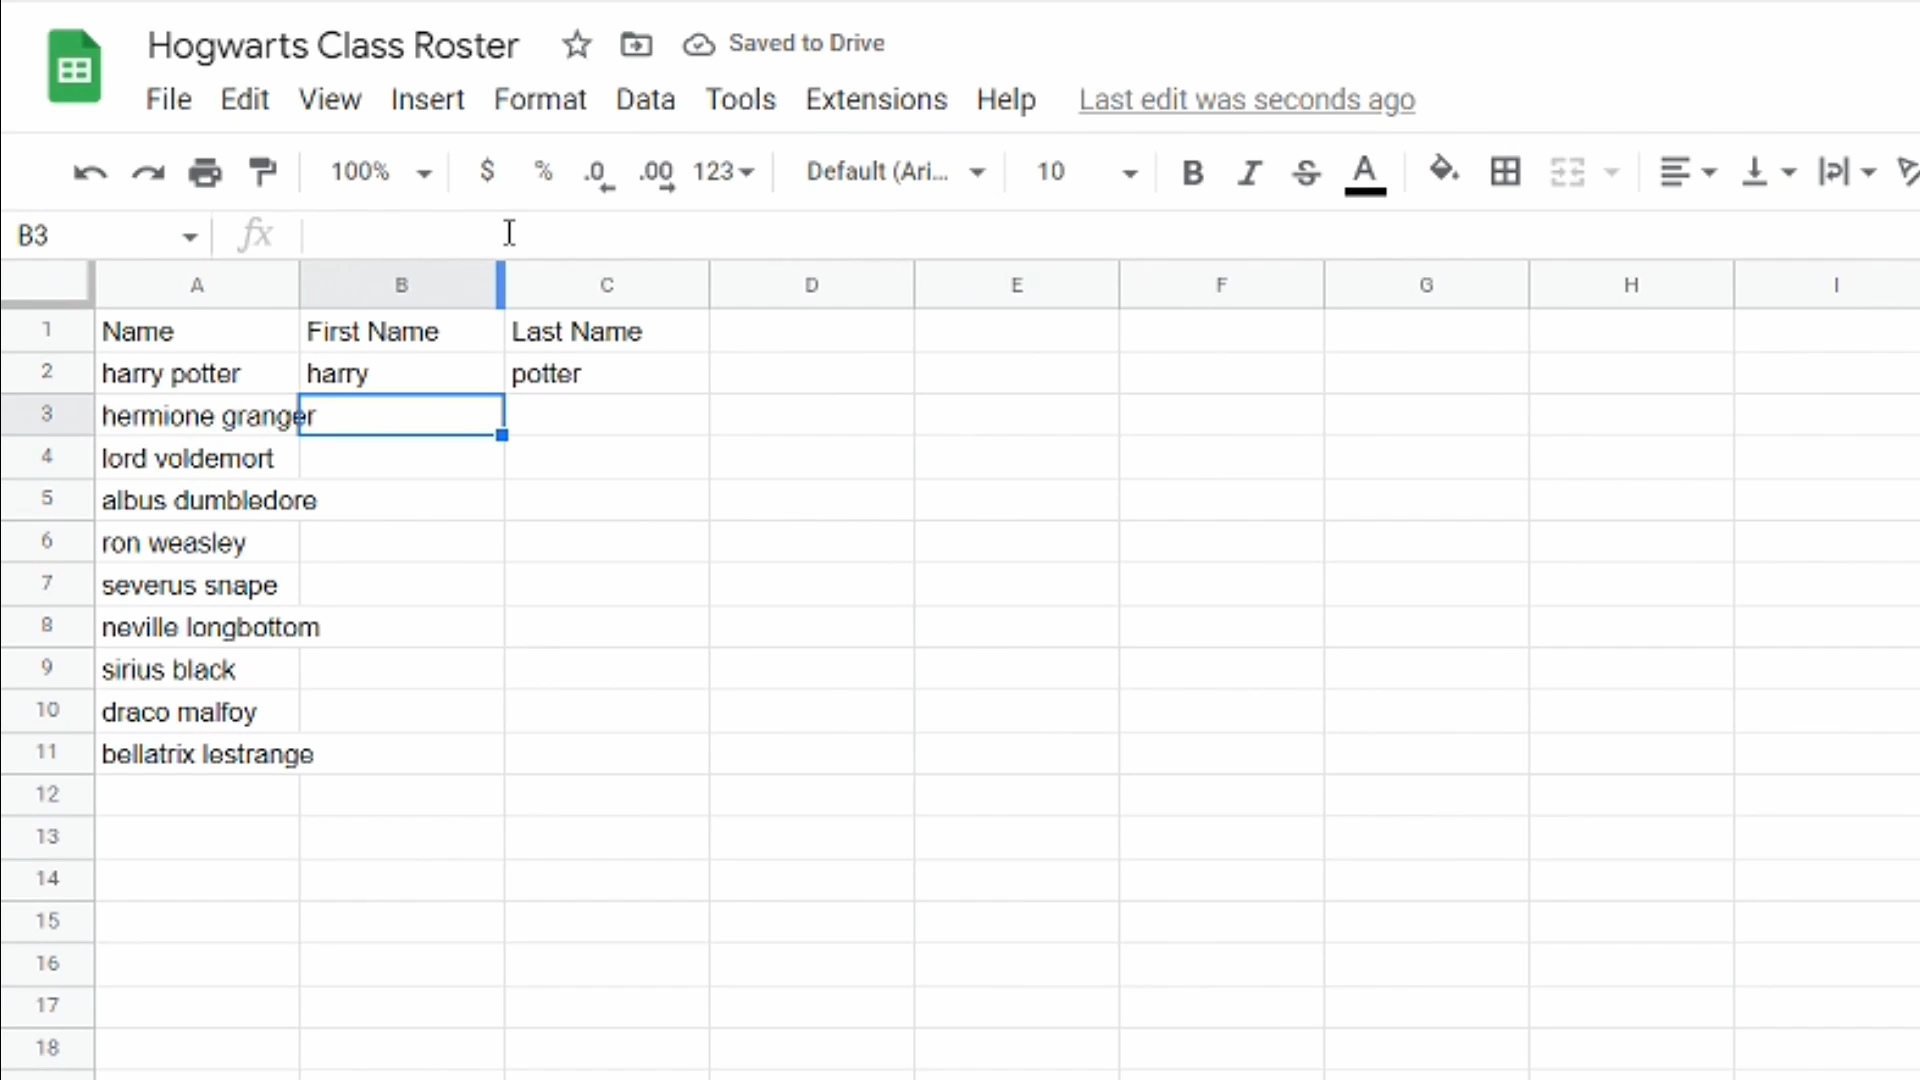 Hogwarts Class Roster Saved to Drive
File Edit View Insert Format Data Tools Extensions Help Last edit was seconds ago
100% $ % .0 .00 123 Default (Ari... 10 B I S A
B3 fx
A B C D E F G H I
1 Name First Name Last Name
2 harry potter harry potter
3 hermione granger
4 lord voldemort
5 albus dumbledore
6 ron weasley
7 severus snape
8 neville longbottom
9 sirius black
10 draco malfoy
11 bellatrix lestrange
12
13
14
15
16
17
18